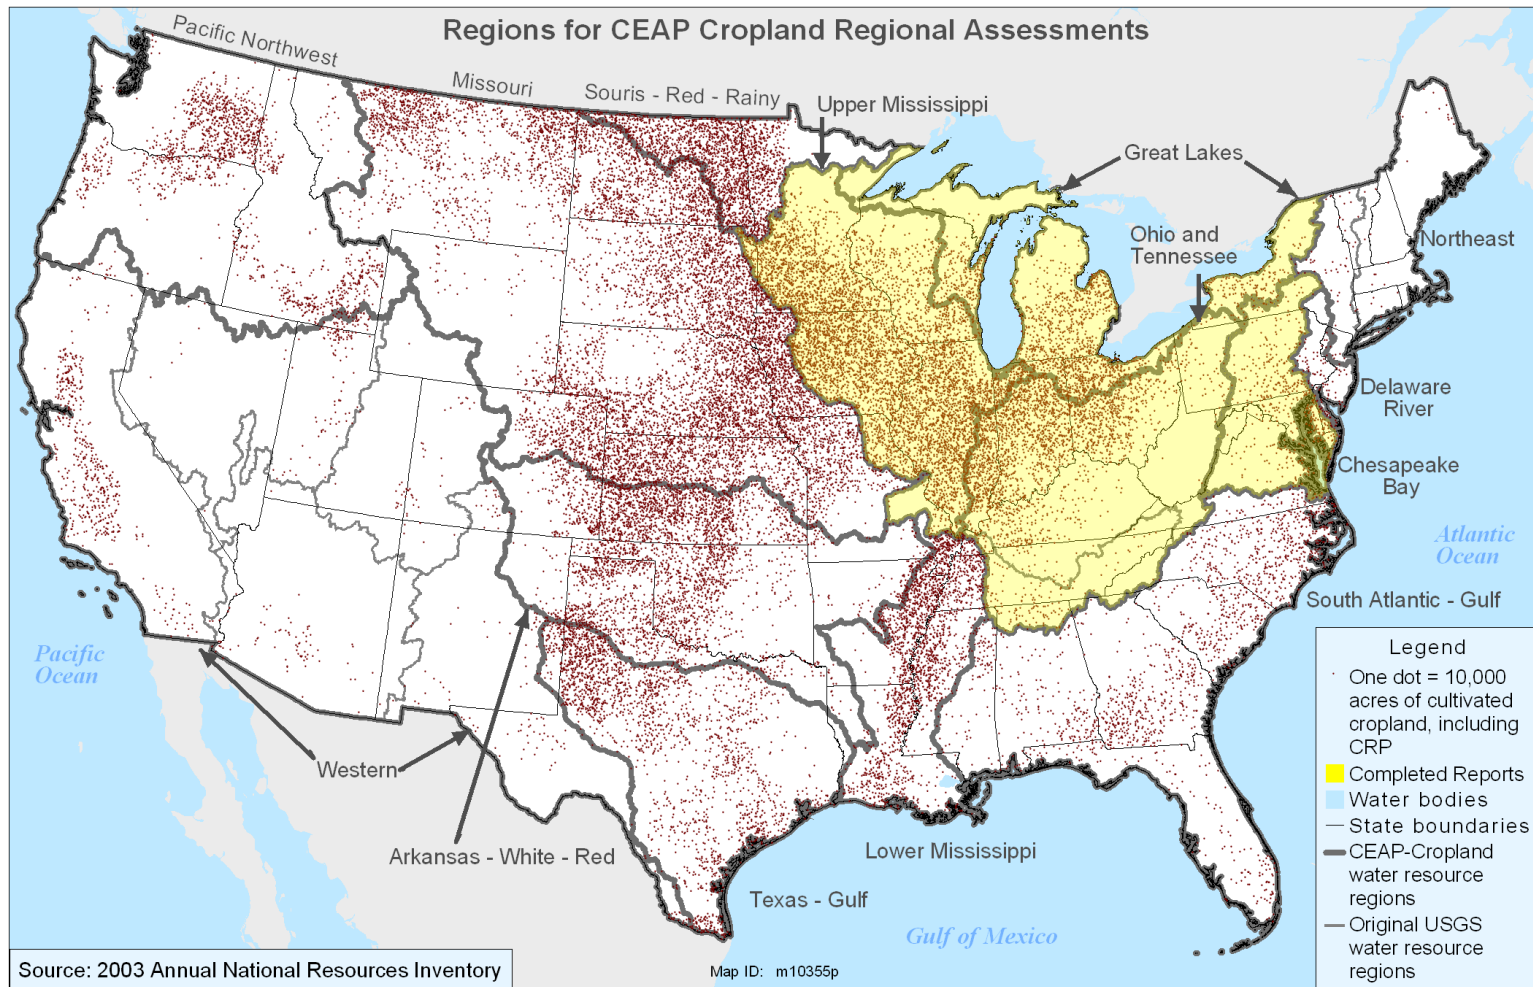 Regions for CEAP Cropland Regional Assessments
Pacific Northwest
Missouri
Souris - Red - Rainy
Upper Mississippi
Great Lakes
Ohio and
Tennessee
Northeast
Delaware
River
Chesapeake
Bay
Atlantic
Ocean
South Atlantic - Gulf
Pacific
Ocean
Western
Arkansas - White - Red
Lower Mississippi
Texas - Gulf
Gulf of Mexico
Legend
One dot = 10,000
acres of cultivated
cropland, including
CRP
Completed Reports
Water bodies
State boundaries
CEAP-Cropland
water resource
regions
Original USGS
water resource
regions
Source: 2003 Annual National Resources Inventory
Map ID: m10355p